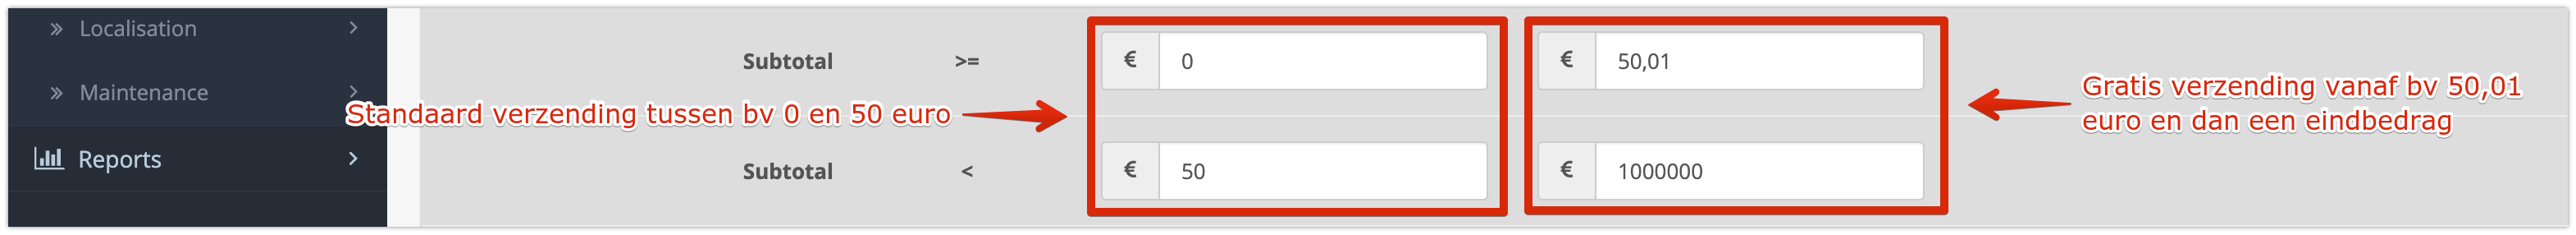 Localisation
Maintenance
Reports
Subtotal >= € 0 € 50,01
Standaard verzending tussen bv 0 en 50 euro
Gratis verzending vanaf bv 50,01
euro en dan een eindbedrag
Subtotal < € 50 € 1000000